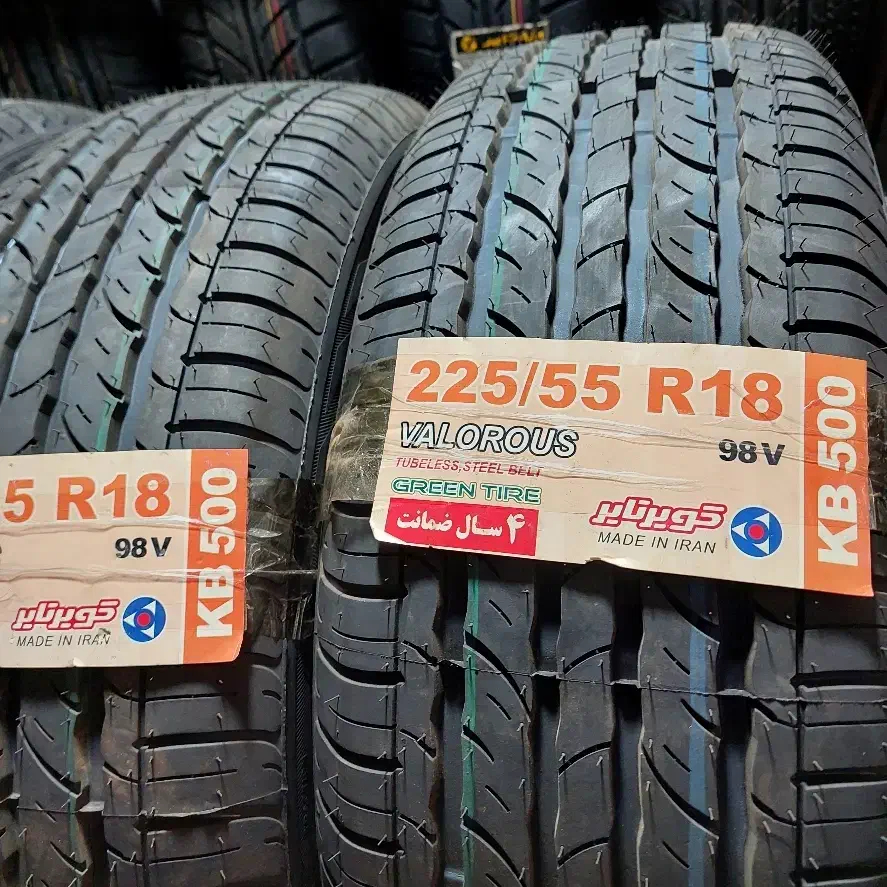 225/55 R18
VALOROUS
98V
TUBELESS, STEEL BELT
GREEN TIRE
۴ سال ضمانت
کویرتایر
MADE IN IRAN
KB 500
5 R18
98V
کویرتایر
MADE IN IRAN
KB 500